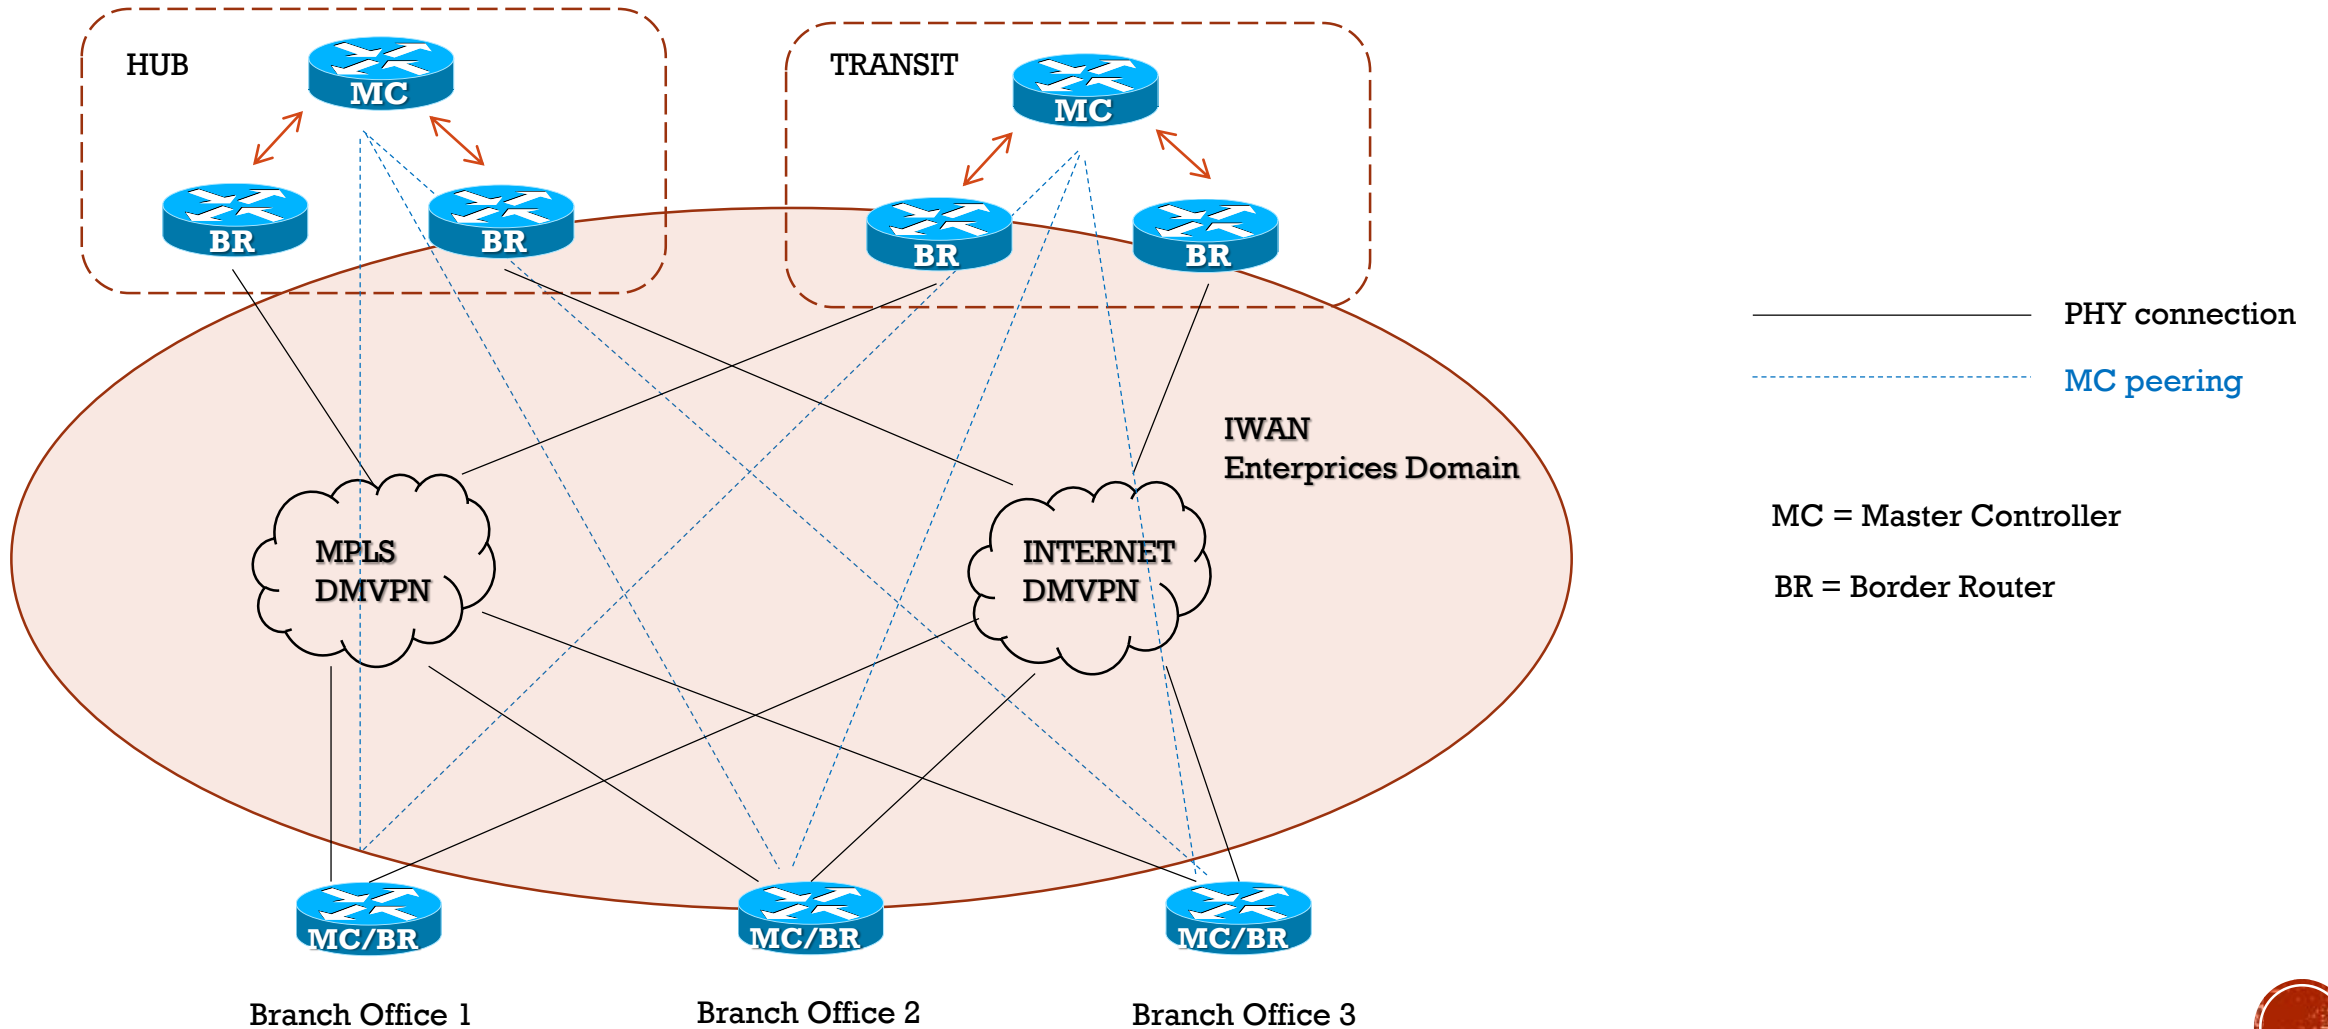 HUB
MC
BR
BR
TRANSIT
MC
BR
BR
PHY connection
MC peering
IWAN
Enterprices Domain
MC = Master Controller
BR = Border Router
MPLS
DMVPN
INTERNET
DMVPN
MC/BR
MC/BR
MC/BR
Branch Office 1
Branch Office 2
Branch Office 3